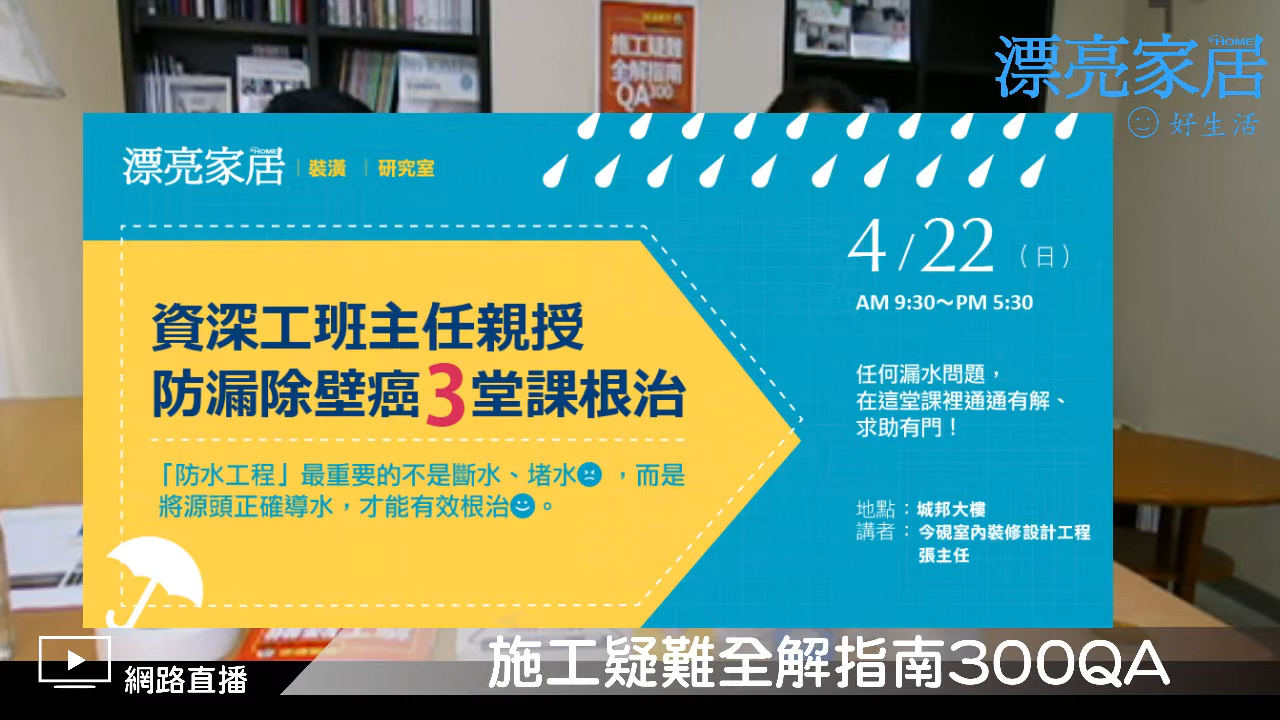 施工疑難
全解指南
QA300
漂亮家居
HOME
好生活
漂亮家居 HOME | 裝潢 | 研究室
4/22（日）
AM 9:30～PM 5:30
資深工班主任親授
防漏除壁癌3堂課根治
「防水工程」最重要的不是斷水、堵水，而是
將源頭正確導水，才能有效根治。
任何漏水問題，
在這堂課裡通通有解、
求助有門！
地點：城邦大樓
講者：今硯室內裝修設計工程
張主任
網路直播
施工疑難全解指南300QA